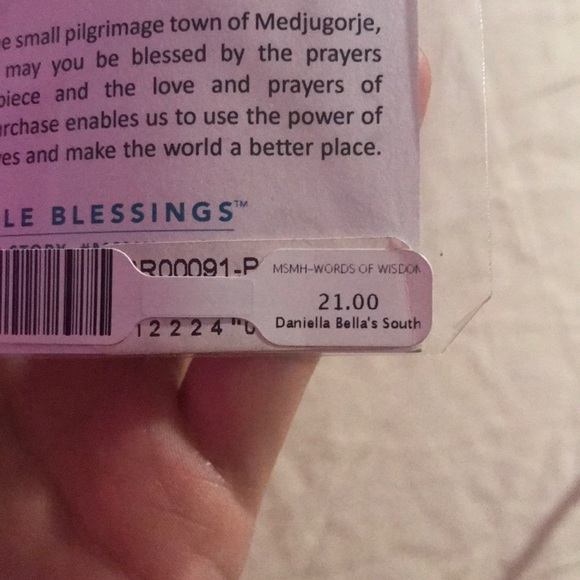 e small pilgrimage town of Medjugorje,
may you be blessed by the prayers
piece and the love and prayers of
rchase enables us to use the power of
es and make the world a better place.
LE BLESSINGS™
STORY
R00091-P
MSMH-WORDS OF WISDOM
21.00
12224"0
Daniella Bella's South